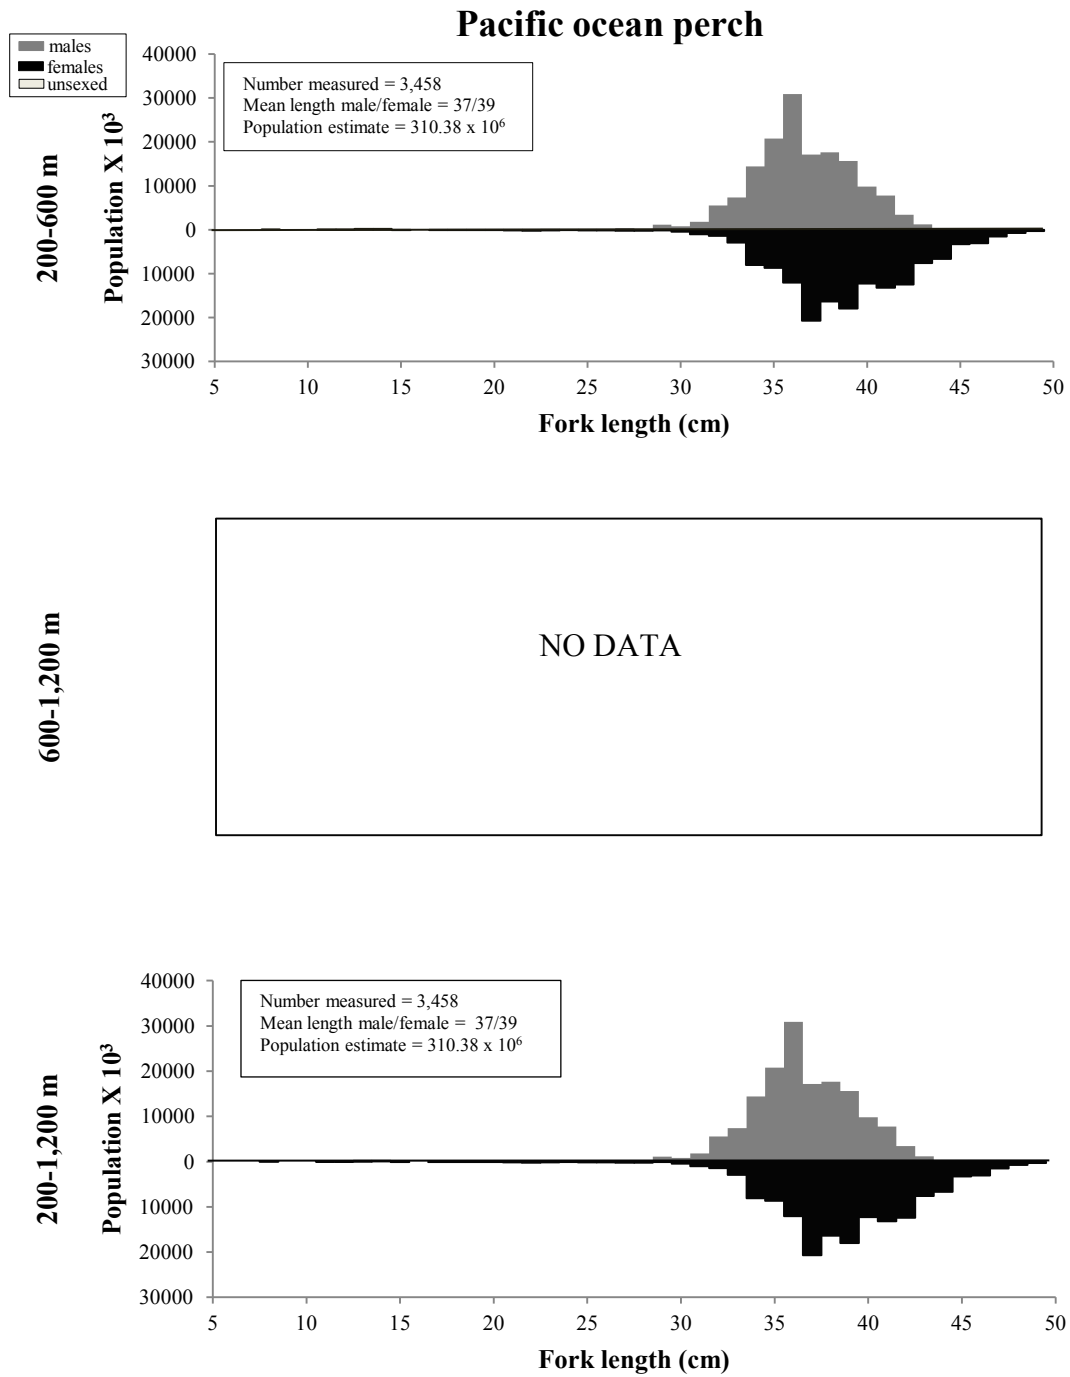 Pacific ocean perch
males
females
unsexed
200-600 m
Population X 10³
40000
30000
20000
10000
0
10000
20000
30000
Number measured = 3,458
Mean length male/female = 37/39
Population estimate = 310.38 x 10⁶
5 10 15 20 25 30 35 40 45 50
Fork length (cm)
600-1,200 m
NO DATA
200-1,200 m
Population X 10³
40000
30000
20000
10000
0
10000
20000
30000
Number measured = 3,458
Mean length male/female = 37/39
Population estimate = 310.38 x 10⁶
5 10 15 20 25 30 35 40 45 50
Fork length (cm)